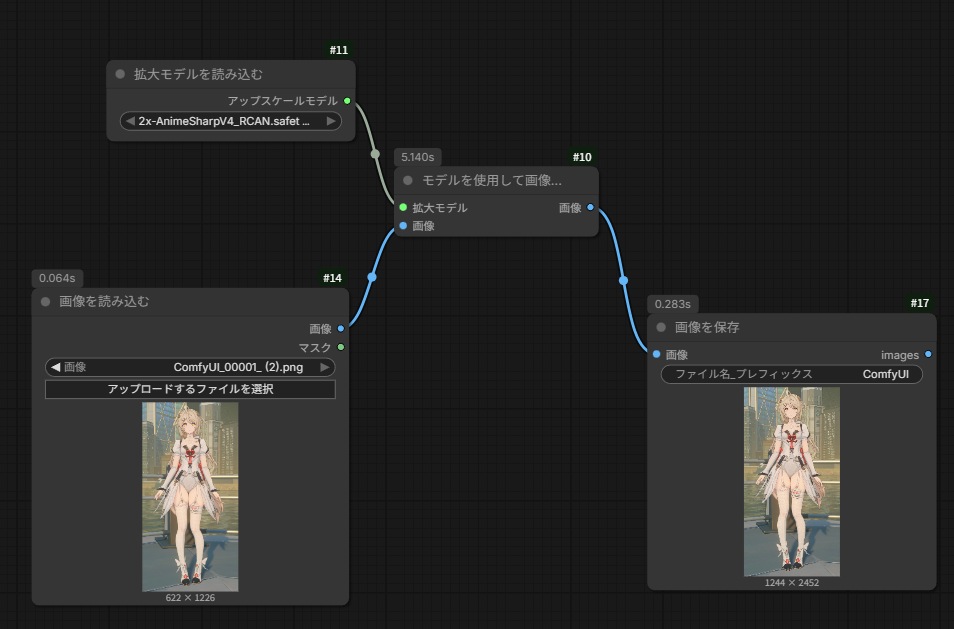 #11
拡大モデルを読み込む
アップスケールモデル
2x-AnimeSharpV4_RCAN.safet ...
5.140s
#10
モデルを使用して画像...
拡大モデル
画像
画像
0.064s
#14
画像を読み込む
画像
マスク
画像
ComfyUI_00001_ (2).png
アップロードするファイルを選択
622 × 1226
0.283s
#17
画像を保存
画像
images
ファイル名_プレフィックス
ComfyUI
1244 × 2452